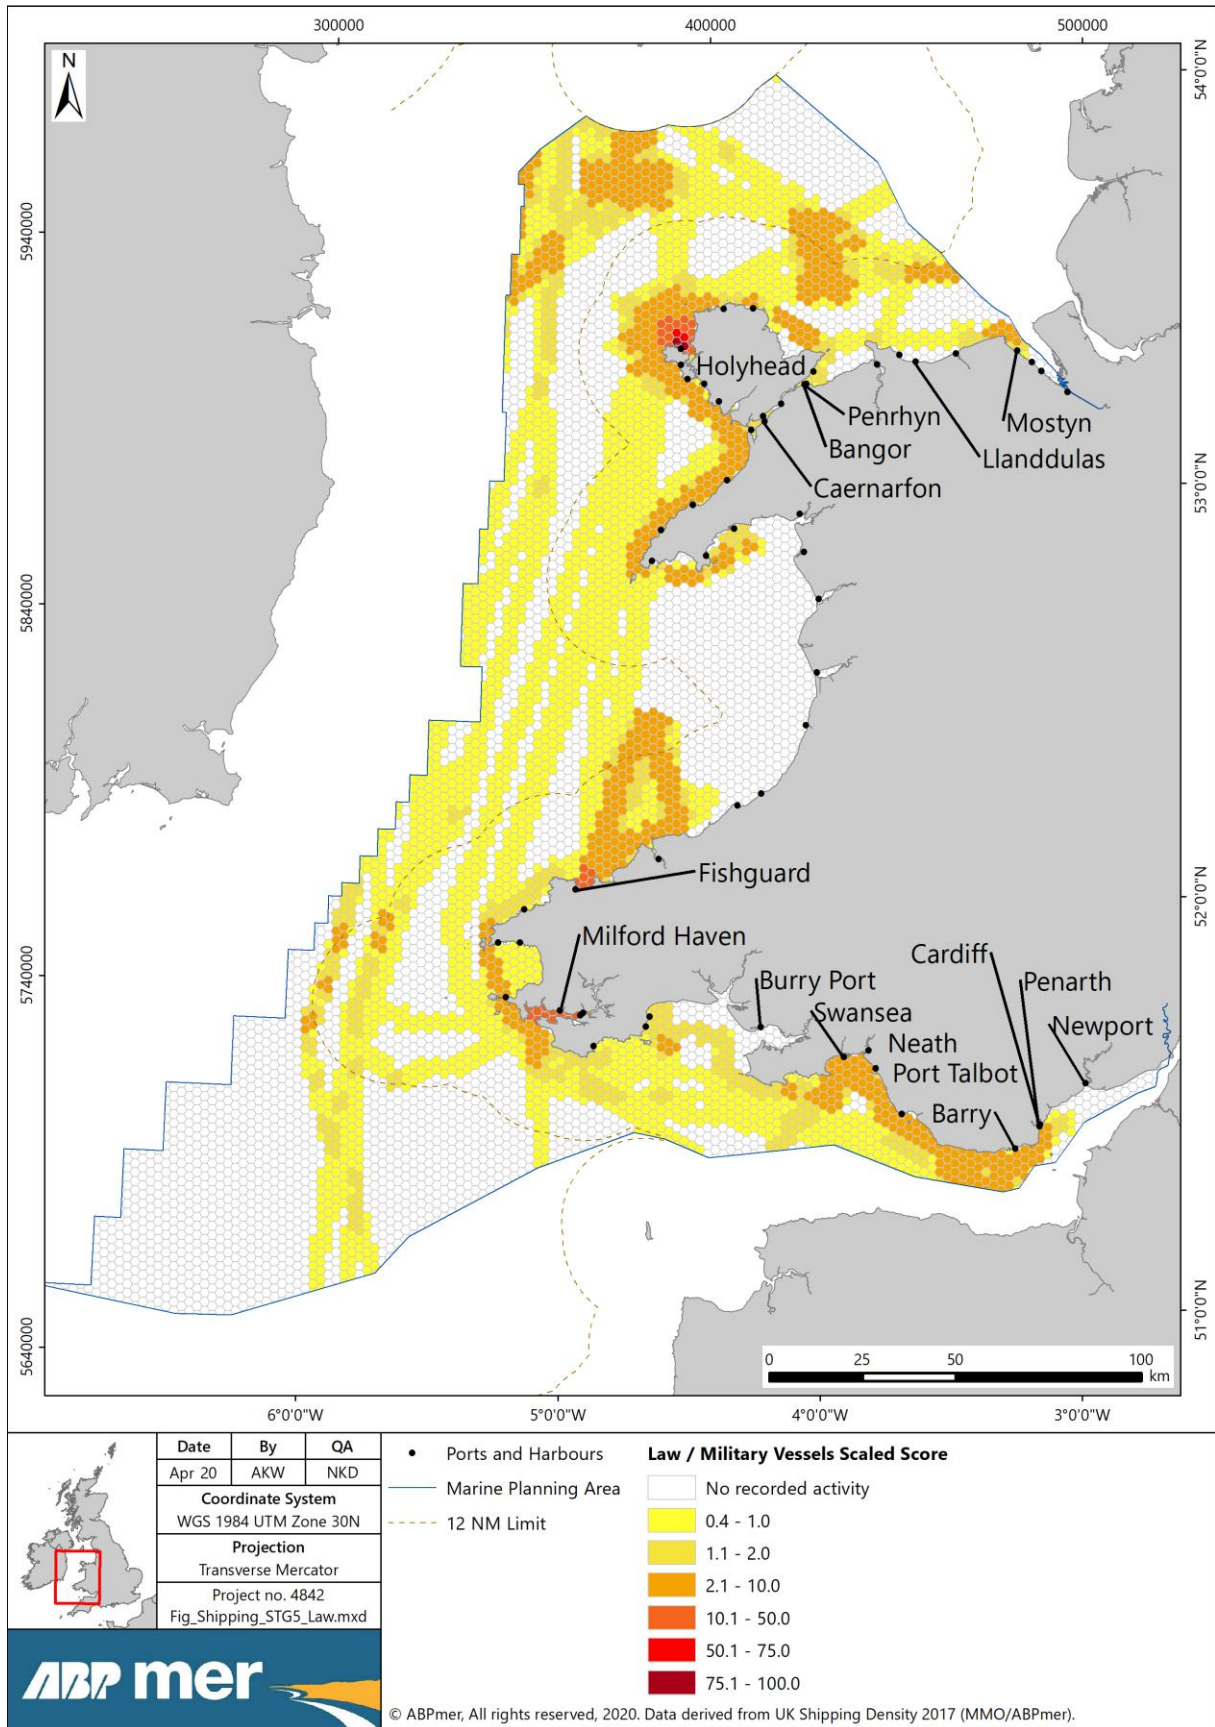 300000
400000
500000
N
54°0'0"N
5940000
Holyhead
Penrhyn
Mostyn
Bangor
Llanddulas
Caernarfon
53°0'0"N
5840000
Fishguard
52°0'0"N
Milford Haven
Cardiff
5740000
Burry Port
Penarth
Swansea
Newport
Neath
Port Talbot
Barry
51°0'0"N
5640000
0 25 50 100
km
6°0'0"W
5°0'0"W
4°0'0"W
3°0'0"W
Date By QA
Apr 20 AKW NKD
Coordinate System
WGS 1984 UTM Zone 30N
Projection
Transverse Mercator
Project no. 4842
Fig_Shipping_STG5_Law.mxd
ABPmer
Ports and Harbours
Marine Planning Area
12 NM Limit
Law / Military Vessels Scaled Score
No recorded activity
0.4 - 1.0
1.1 - 2.0
2.1 - 10.0
10.1 - 50.0
50.1 - 75.0
75.1 - 100.0
© ABPmer, All rights reserved, 2020. Data derived from UK Shipping Density 2017 (MMO/ABPmer).